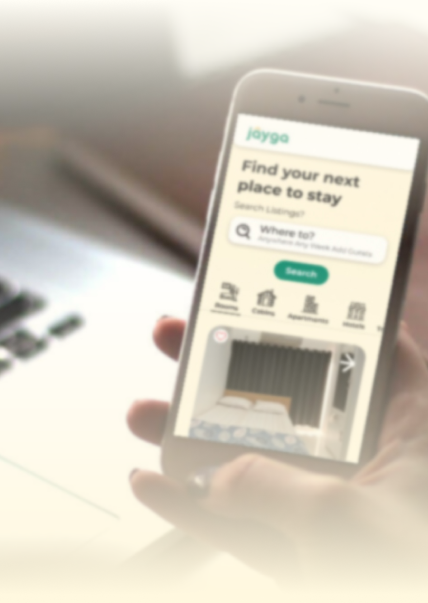 jayga
Find your next
place to stay
Search Listings?
Where to?
Anywhere Any Week Add Guests
Search
Rooms
Cabins
Apartments
Hotels